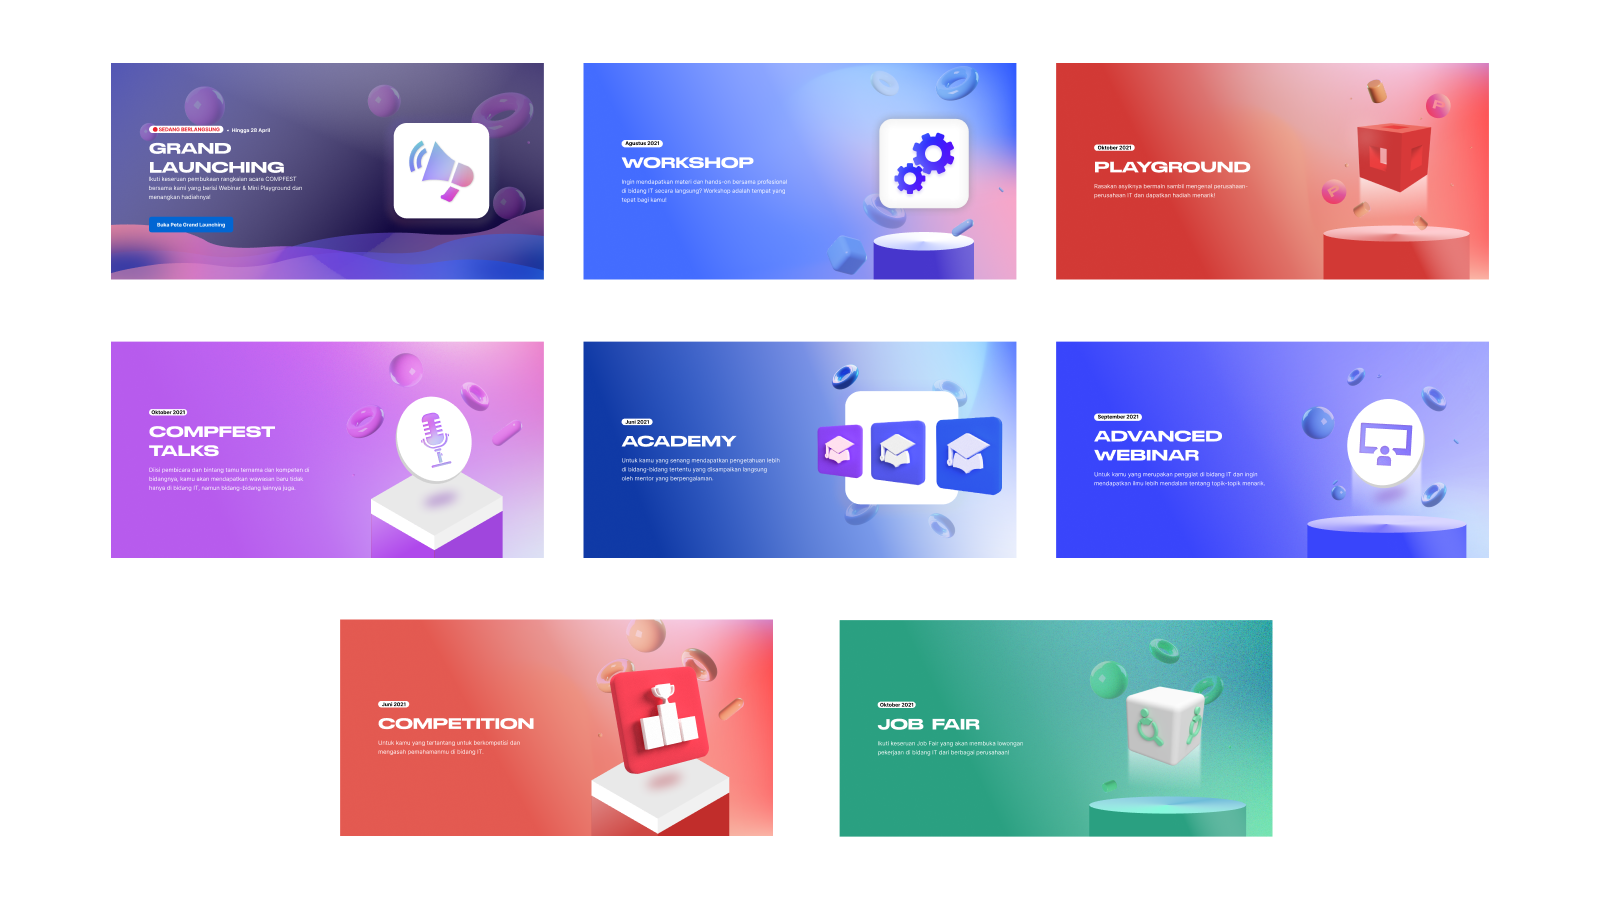 SEDANG BERLANGSUNG • Hingga 28 April
GRAND
LAUNCHING
Ikuti keseruan pembukaan rangkaian acara COMPFEST
bersama kami yang berisi Webinar & Mini Playground dan
menangkan hadiahnya!
Buka Peta Grand Launching
Agustus 2021
WORKSHOP
Ingin mendapatkan materi dan hands-on bersama profesional
di bidang IT secara langsung? Workshop adalah tempat yang
tepat bagi kamu!
Oktober 2021
PLAYGROUND
Rasakan asyiknya bermain sambil mengenal perusahaan-
perusahaan IT dan dapatkan hadiah menarik!
Oktober 2021
COMPFEST
TALKS
Diisi pembicara dan bintang tamu ternama dan kompeten di
bidangnya, kamu akan mendapatkan wawasan baru tidak
hanya di bidang IT, namun bidang-bidang lainnya juga.
Juni 2021
ACADEMY
Untuk kamu yang senang mendapatkan pengetahuan lebih
di bidang-bidang tertentu yang disampaikan langsung
oleh mentor yang berpengalaman.
September 2021
ADVANCED
WEBINAR
Untuk kamu yang merupakan penggiat di bidang IT dan ingin
mendapatkan ilmu lebih mendalam tentang topik-topik menarik.
Juni 2021
COMPETITION
Untuk kamu yang tertantang untuk berkompetisi dan
mengasah pemahamanmu di bidang IT.
Oktober 2021
JOB FAIR
Ikuti keseruan Job Fair yang akan membuka lowongan
pekerjaan di bidang IT dari berbagai perusahaan!